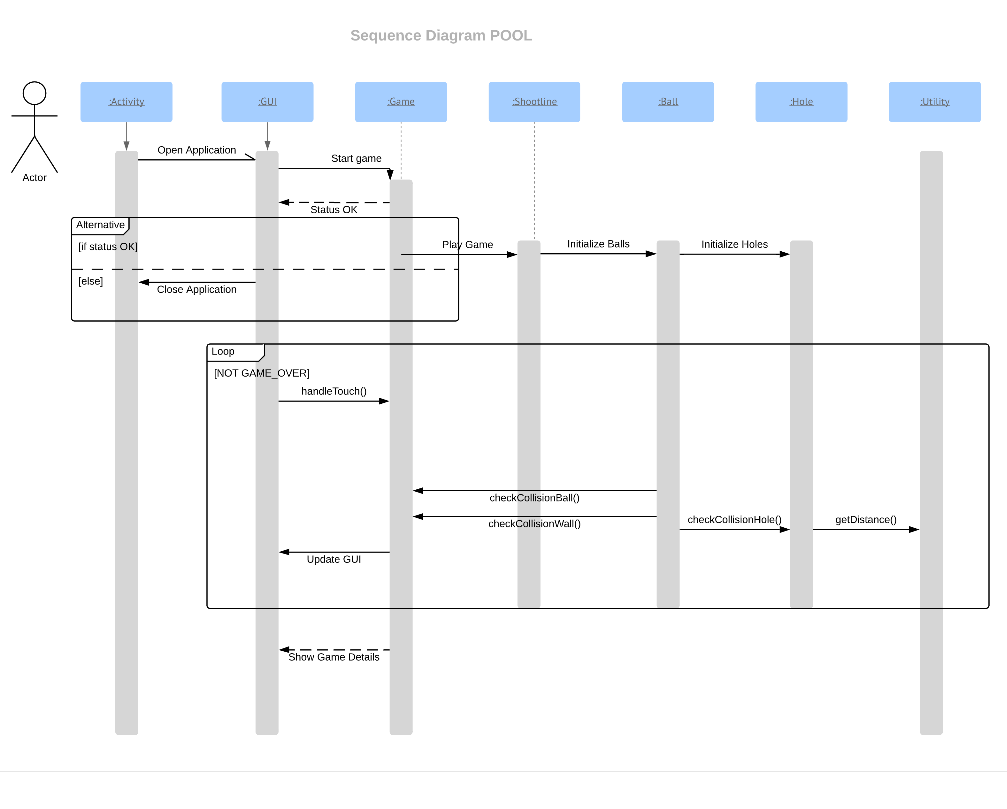 Sequence Diagram POOL
:Activity
:GUI
:Game
:Shootline
:Ball
:Hole
:Utility
Actor
Open Application
Start game
Status OK
Alternative
[if status OK]
Play Game
Initialize Balls
Initialize Holes
[else]
Close Application
Loop
[NOT GAME_OVER]
handleTouch()
checkCollisionBall()
checkCollisionWall()
checkCollisionHole()
getDistance()
Update GUI
Show Game Details